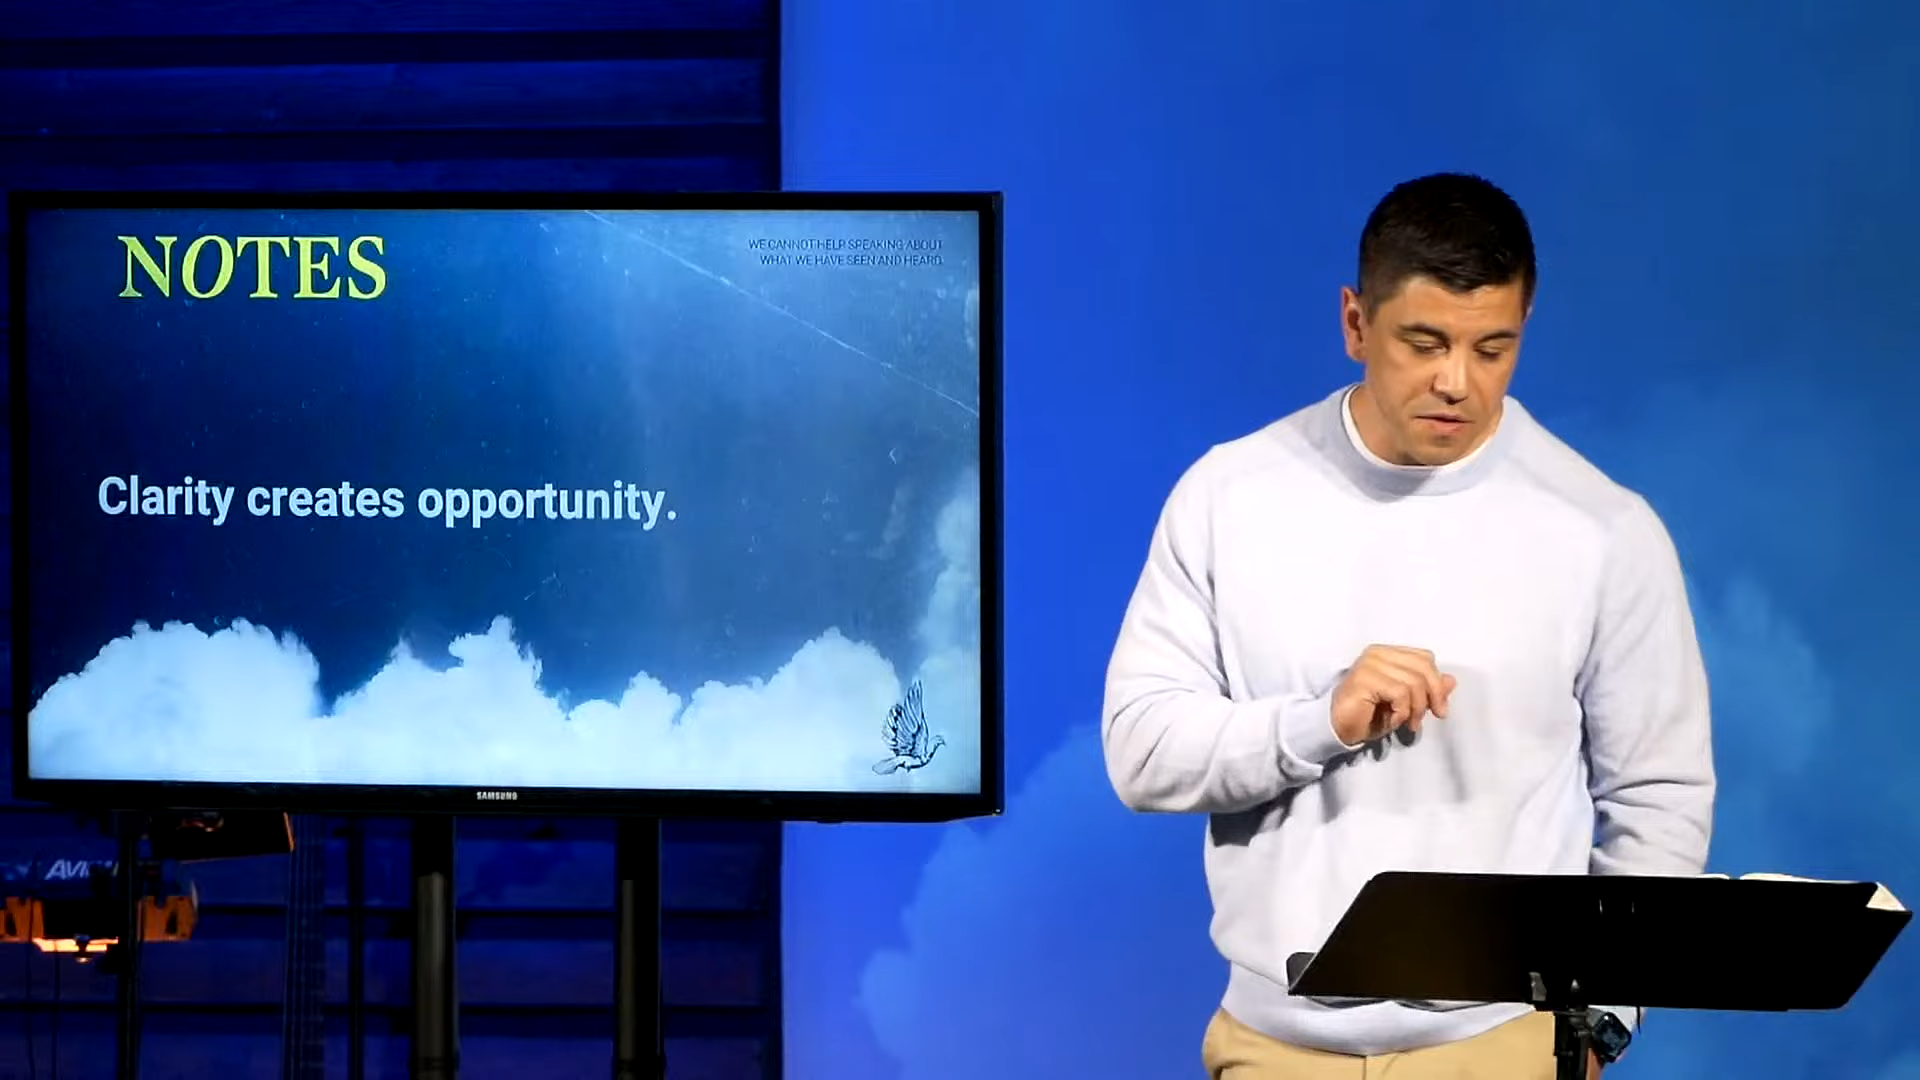 NOTES
WE CANNOT HELP SPEAKING ABOUT
WHAT WE HAVE SEEN AND HEARD.
Clarity creates opportunity.
SAMSUNG